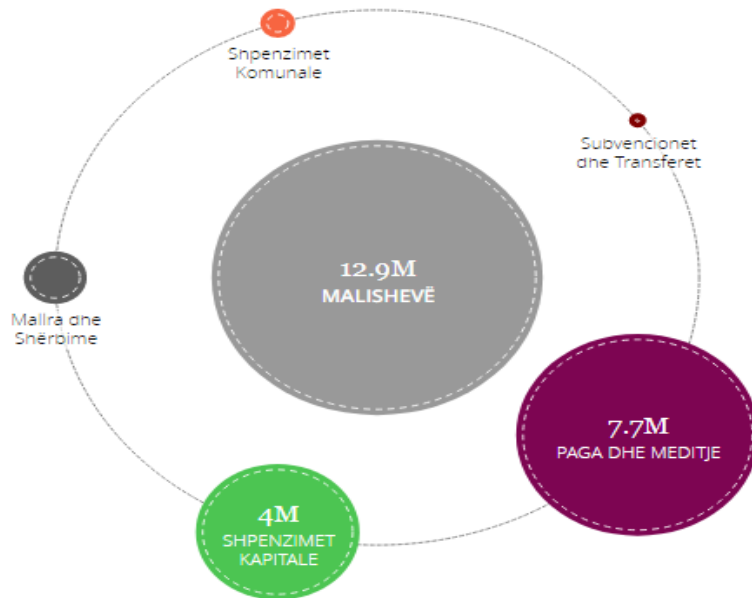 Shpenzimet
Komunale
Subvencionet
dhe Transferet
12.9M
MALISHEVË
Mallra dhe
Shërbime
7.7M
PAGA DHE MEDITJE
4M
SHPENZIMET
KAPITALE